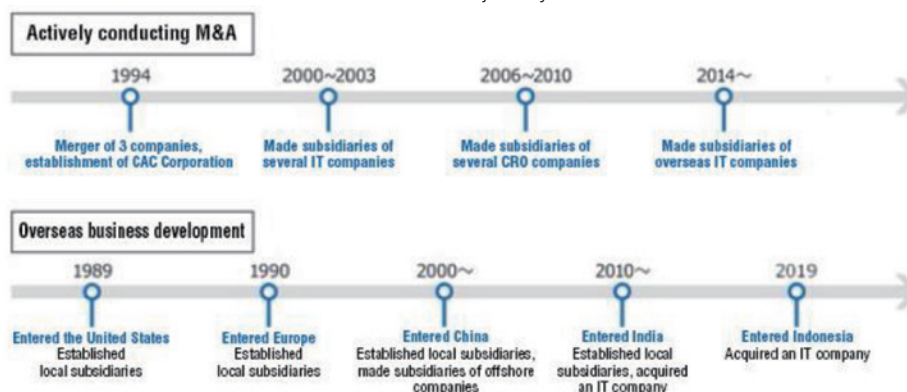 Actively conducting M&A
1994
2000~2003
2006~2010
2014~
Merger of 3 companies,
establishment of CAC Corporation
Made subsidiaries of
several IT companies
Made subsidiaries of
several CRO companies
Made subsidiaries of
overseas IT companies
Overseas business development
1989
1990
2000~
2010~
2019
Entered the United States
Established
local subsidiaries
Entered Europe
Established
local subsidiaries
Entered China
Established local subsidiaries,
made subsidiaries of offshore
companies
Entered India
Established local
subsidiaries, acquired
an IT company
Entered Indonesia
Acquired an IT company